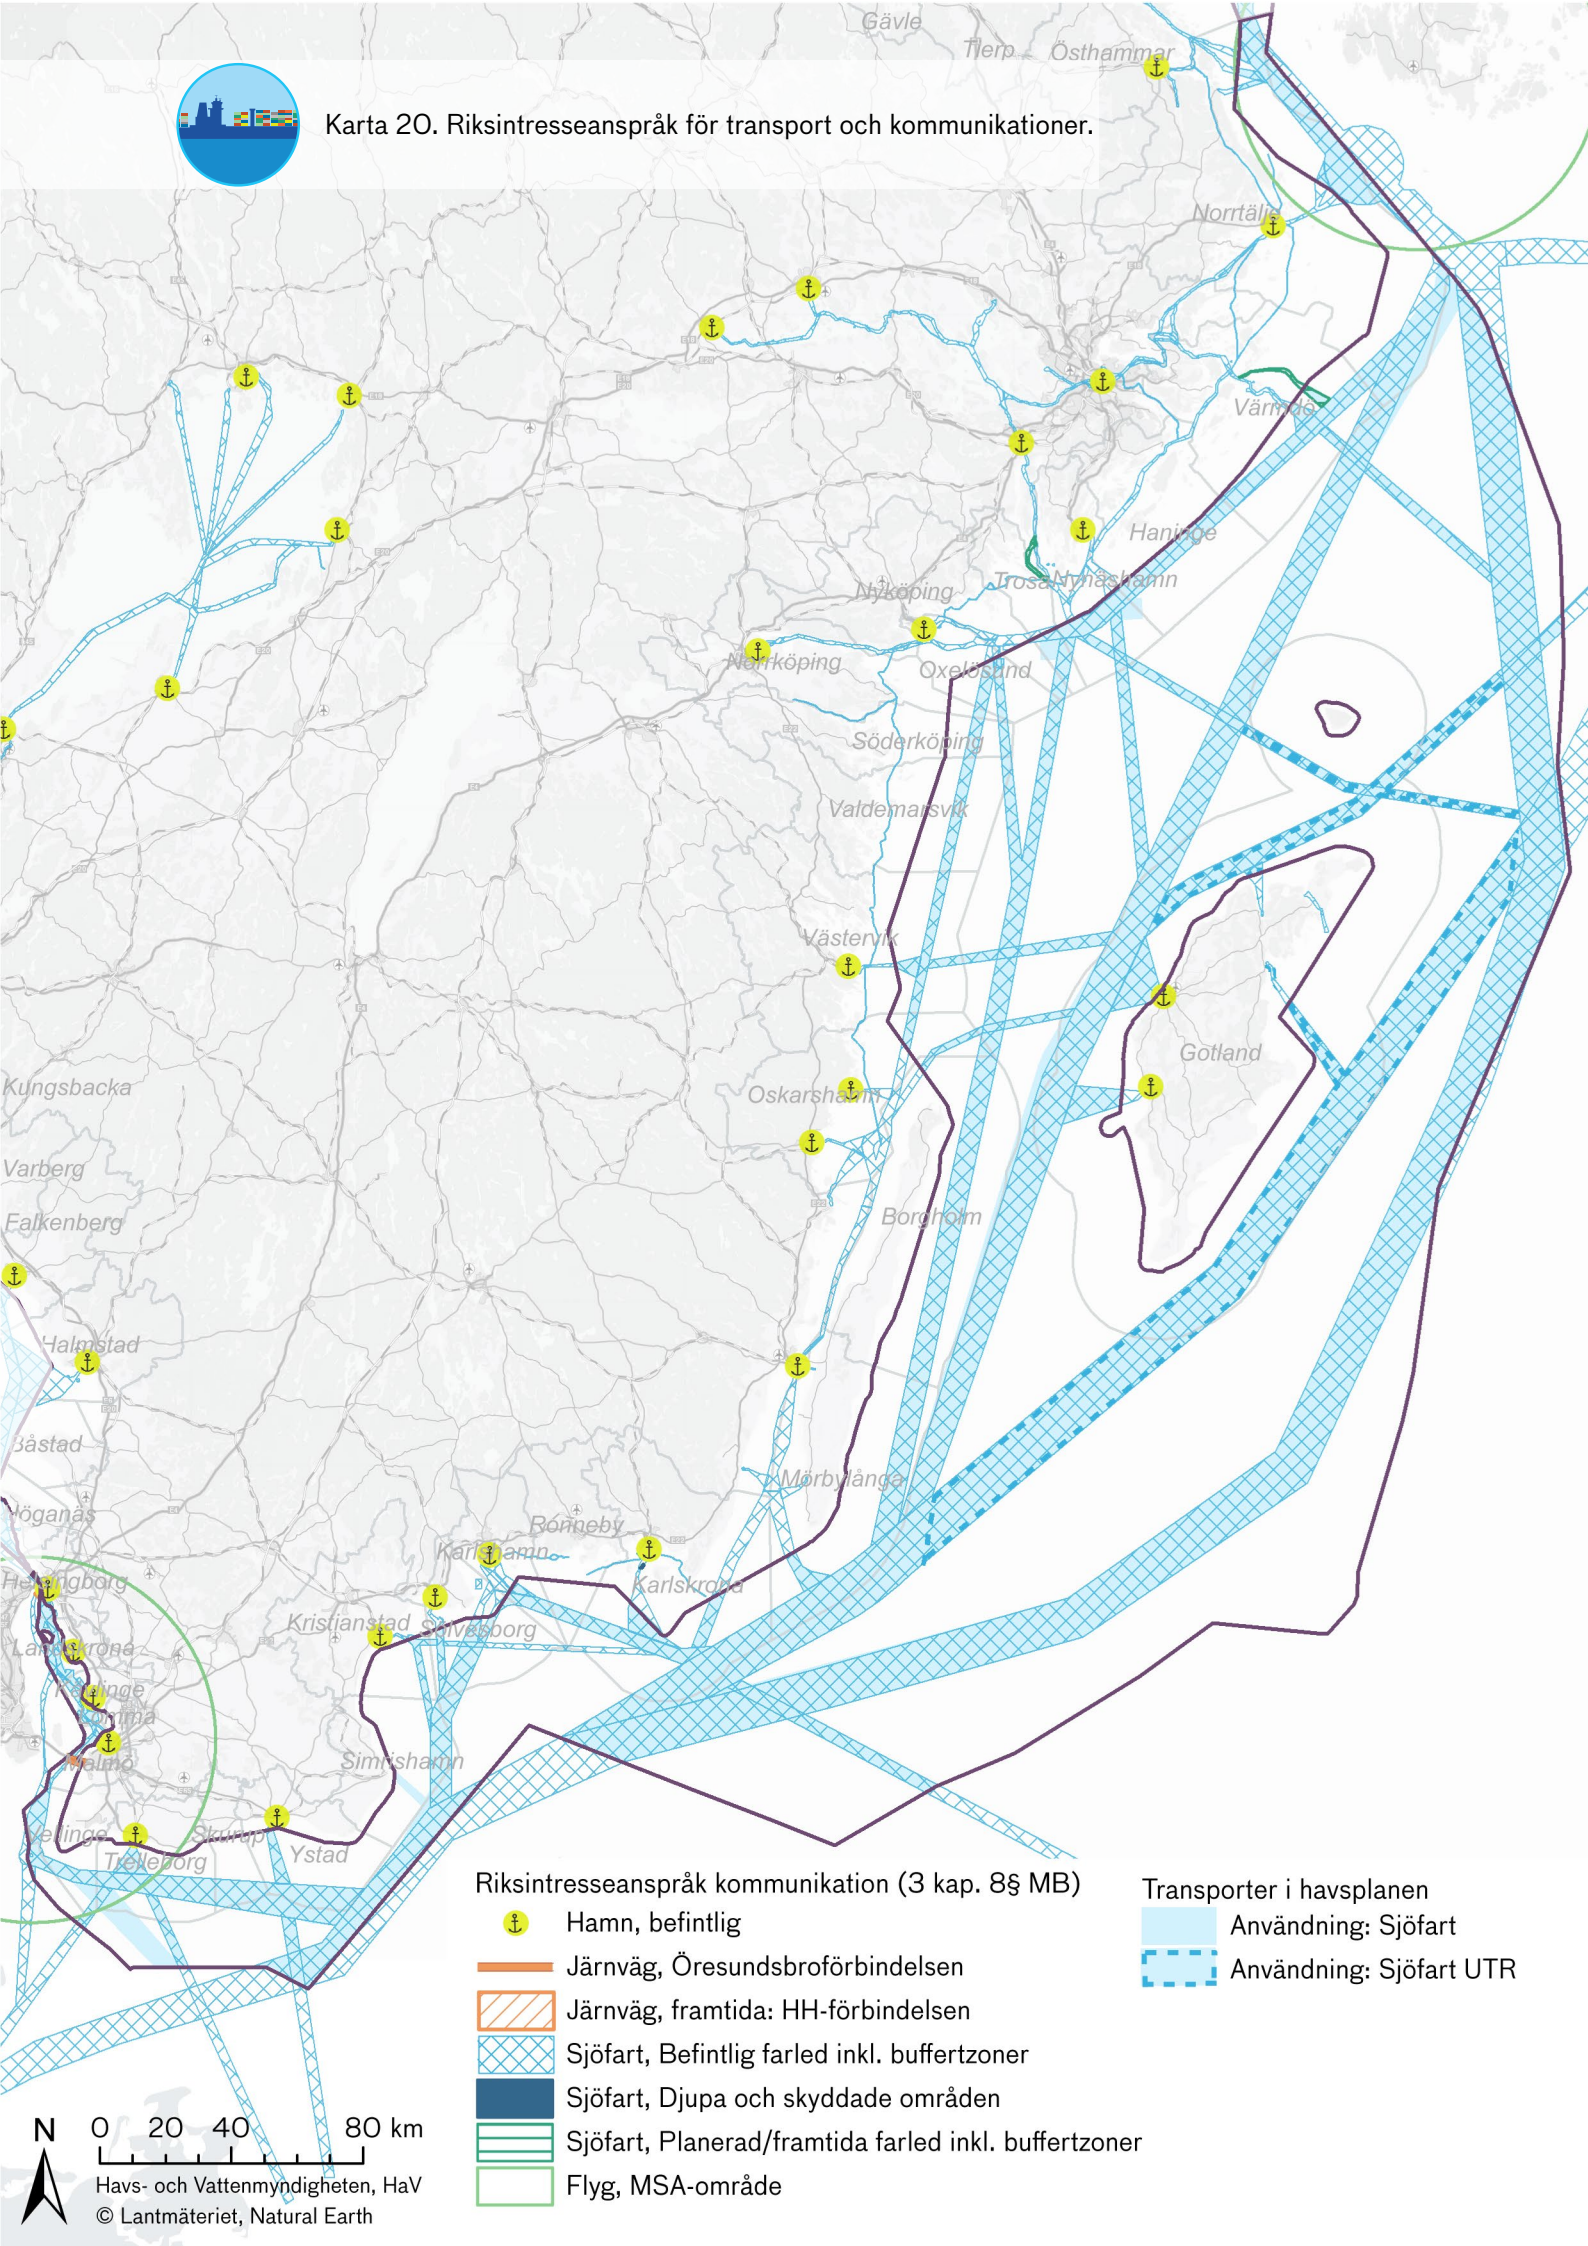 Gävle
Tierp
Östhammar
Karta 20. Riksintresseanspråk för transport och kommunikationer.
Norrtälje
Värmdö
Haninge
Trosa
Nynäshamn
Nyköping
Norrköping
Oxelösund
Söderköping
Valdemarsvik
Västervik
Gotland
Kungsbacka
Oskarshamn
Varberg
Falkenberg
Borgholm
Halmstad
Båstad
Mörbylånga
Höganäs
Ronneby
Karlshamn
Helsingborg
Karlskrona
Kristianstad
Sölvesborg
Landskrona
Kävlinge
Lomma
Malmö
Simrishamn
Vellinge
Skurup
Ystad
Trelleborg
Riksintresseanspråk kommunikation (3 kap. 8§ MB)
Hamn, befintlig
Järnväg, Öresundsbroförbindelsen
Järnväg, framtida: HH-förbindelsen
Sjöfart, Befintlig farled inkl. buffertzoner
Sjöfart, Djupa och skyddade områden
Sjöfart, Planerad/framtida farled inkl. buffertzoner
Flyg, MSA-område
Transporter i havsplanen
Användning: Sjöfart
Användning: Sjöfart UTR
N 0 20 40 80 km
Havs- och Vattenmyndigheten, HaV
© Lantmäteriet, Natural Earth